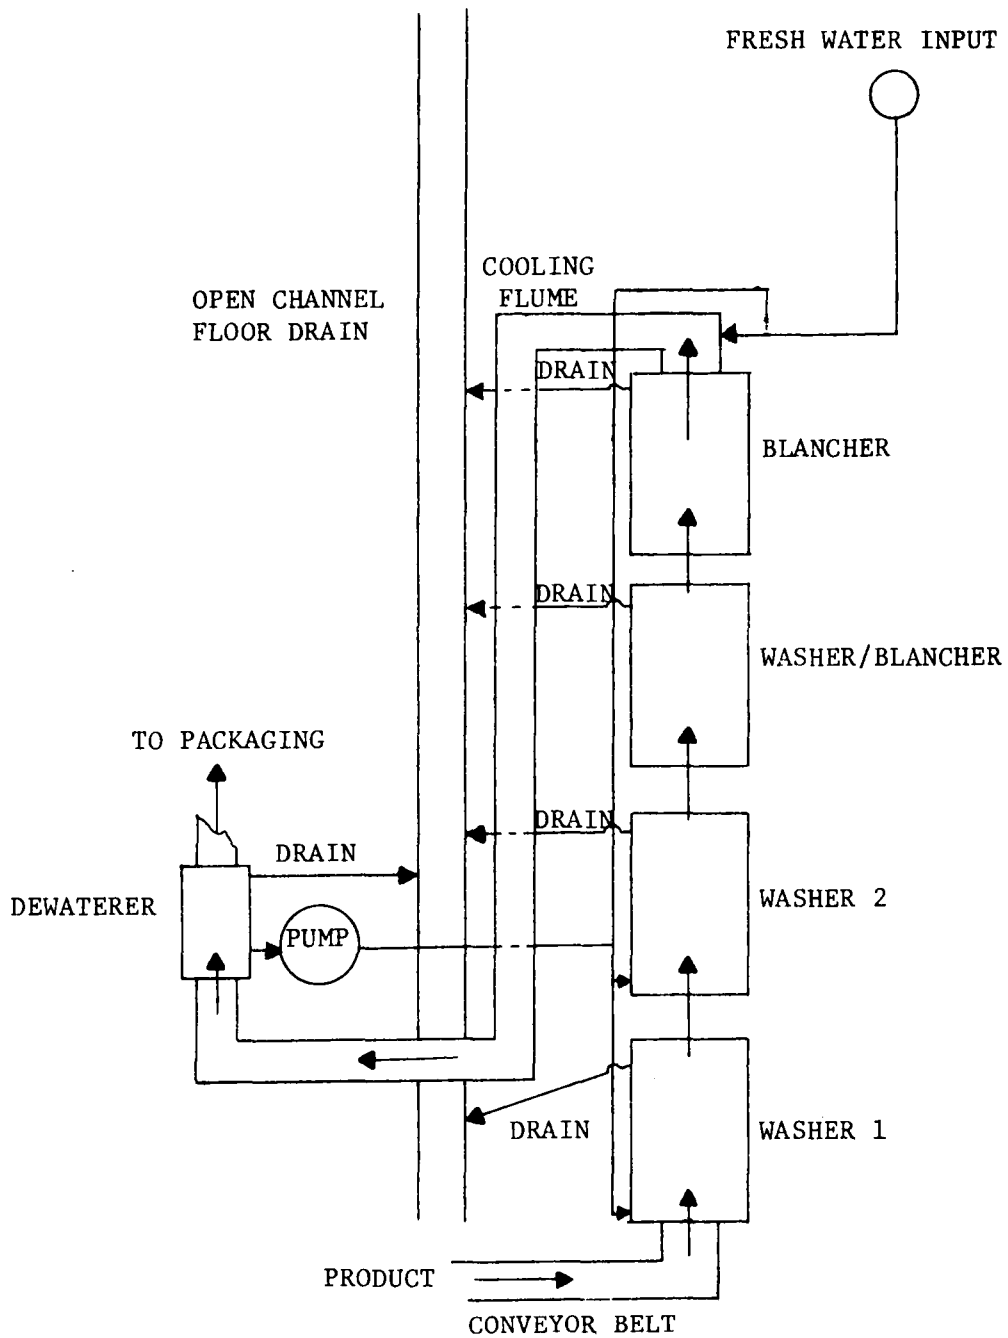 FRESH WATER INPUT
COOLING
FLUME
OPEN CHANNEL
FLOOR DRAIN
DRAIN
BLANCHER
DRAIN
WASHER/BLANCHER
TO PACKAGING
DRAIN
DRAIN
DEWATERER
WASHER 2
PUMP
DRAIN
WASHER 1
PRODUCT
CONVEYOR BELT